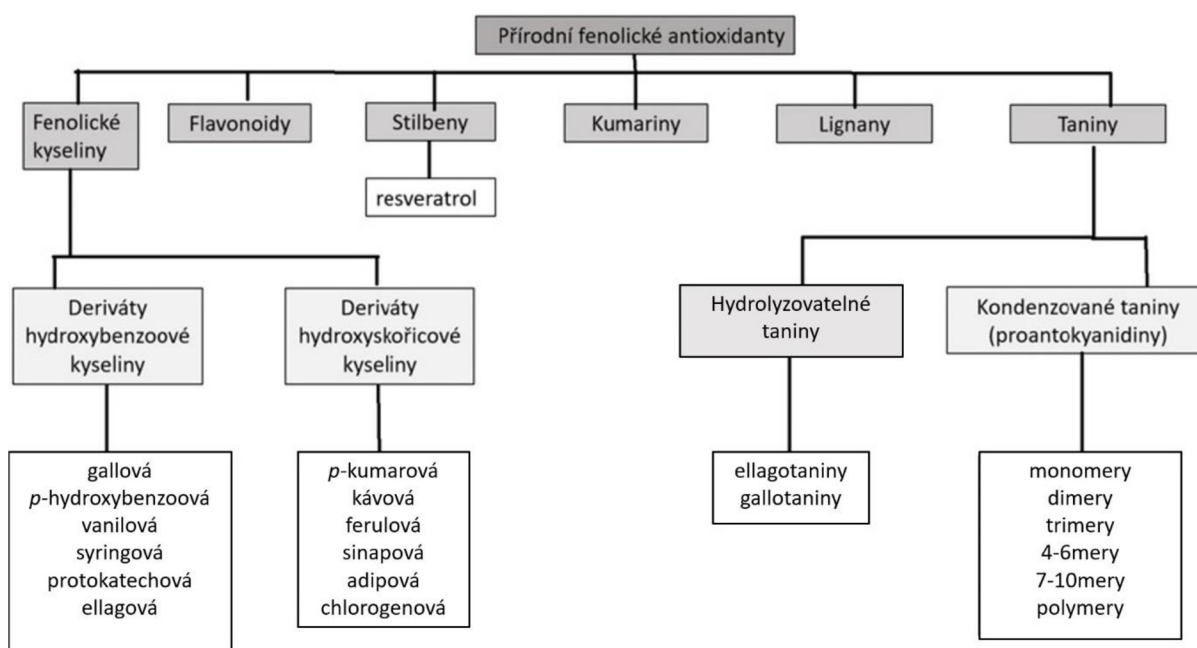 Přírodní fenolické antioxidanty
Fenolické
kyseliny
Flavonoidy
Stilbeny
Kumariny
Lignany
Taniny
resveratrol
Deriváty
hydroxybenzoové
kyseliny
Deriváty
hydroxyskořicové
kyseliny
Hydrolyzovatelné
taniny
Kondenzované taniny
(proantokyanidiny)
gallová
p-hydroxybenzoová
vanilová
syringová
protokatechová
ellagová
p-kumarová
kávová
ferulová
sinapová
adipová
chlorogenová
ellagotaniny
gallotaniny
monomery
dimery
trimery
4-6mery
7-10mery
polymery